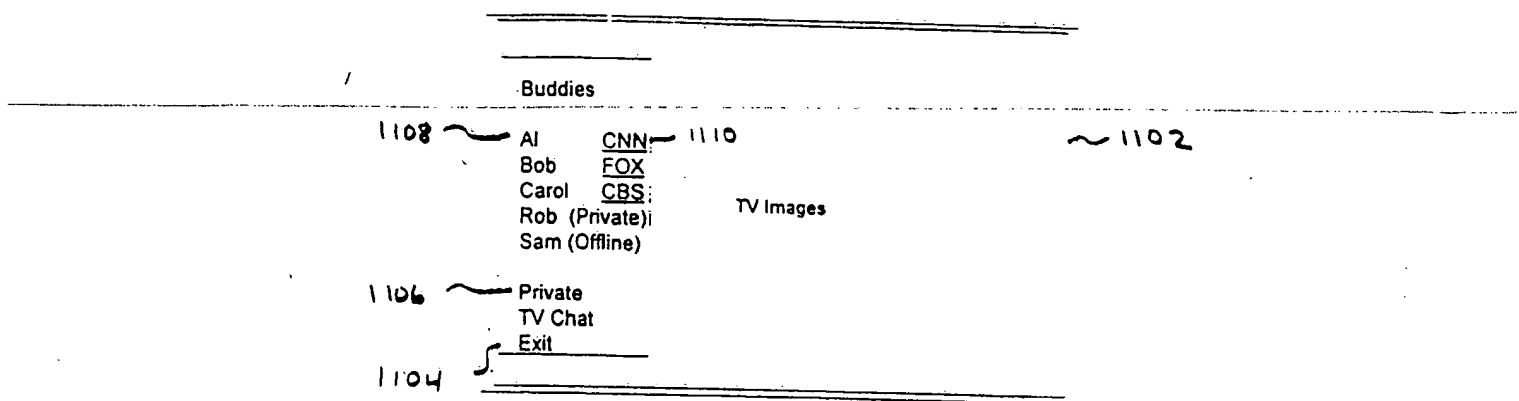 Buddies
1108 Al CNN 1110 1102
Bob FOX
Carol CBS
Rob (Private)
TV Images
Sam (Offline)
1106 Private
TV Chat
Exit
1104